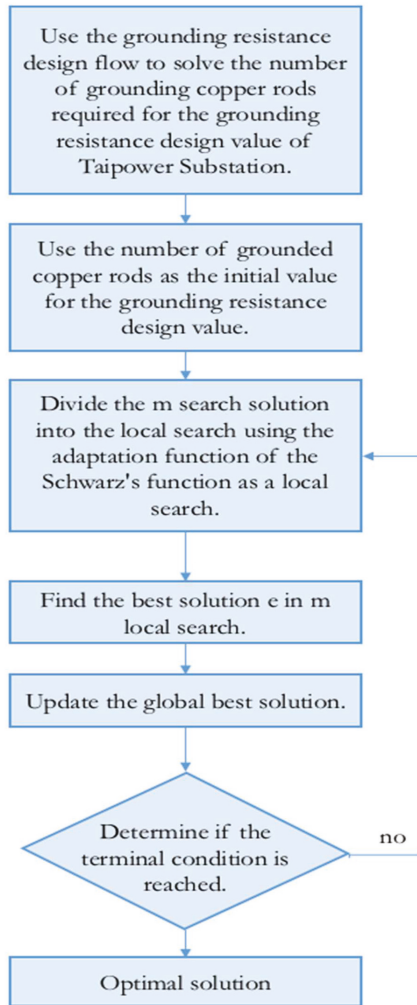 Use the grounding resistance
design flow to solve the number
of grounding copper rods
required for the grounding
resistance design value of
Taipower Substation.
Use the number of grounded
copper rods as the initial value
for the grounding resistance
design value.
Divide the m search solution
into the local search using the
adaptation function of the
Schwarz's function as a local
search.
Find the best solution e in m
local search.
Update the global best solution.
Determine if the
terminal condition is
reached.
no
Optimal solution